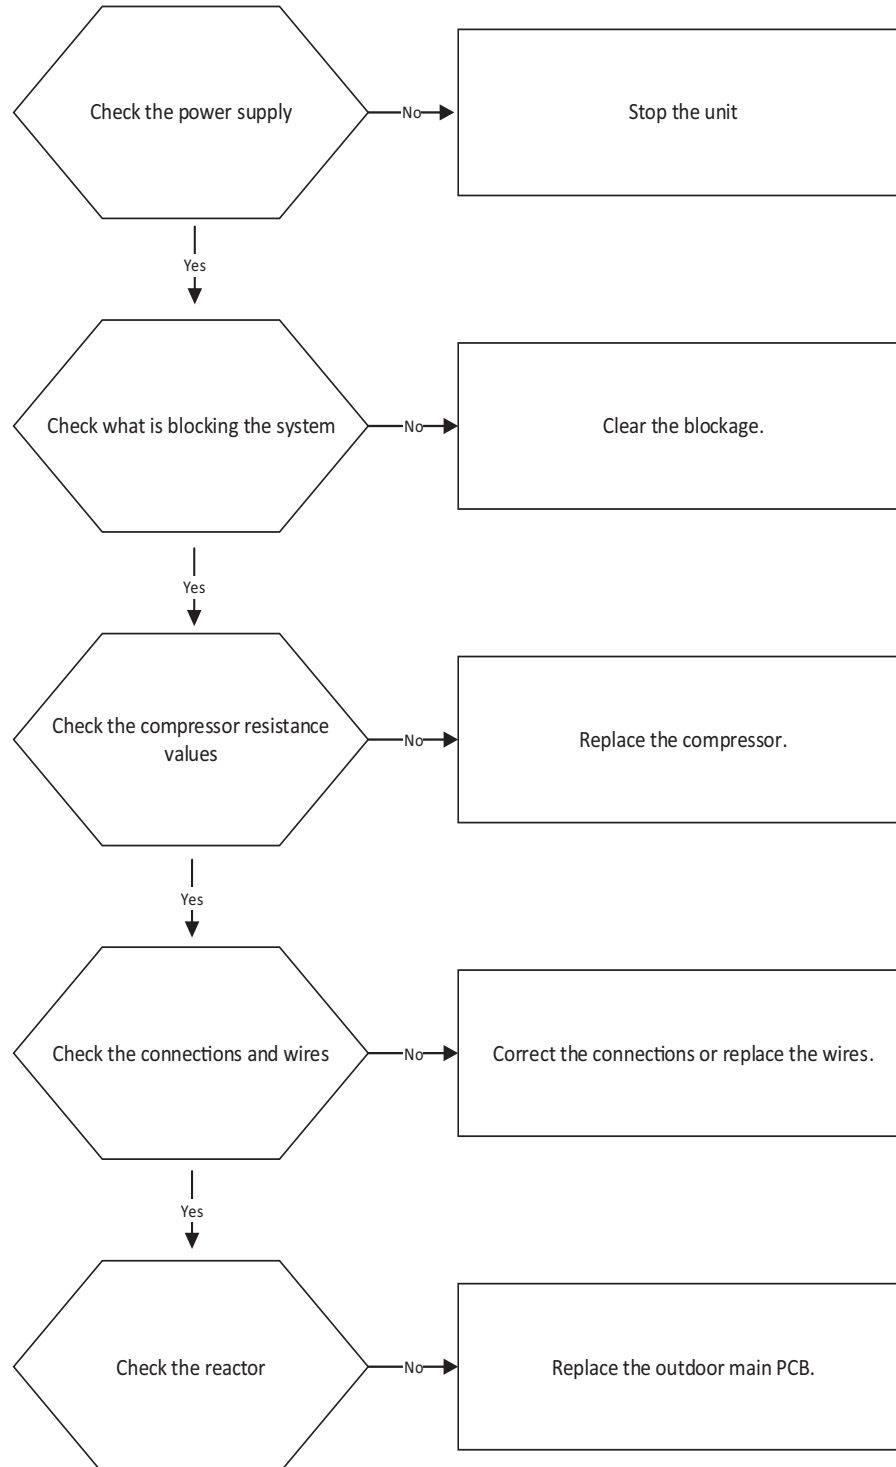 Check the power supply
No
Stop the unit
Yes
Check what is blocking the system
No
Clear the blockage.
Yes
Check the compressor resistance
values
No
Replace the compressor.
Yes
Check the connections and wires
No
Correct the connections or replace the wires.
Yes
Check the reactor
No
Replace the outdoor main PCB.